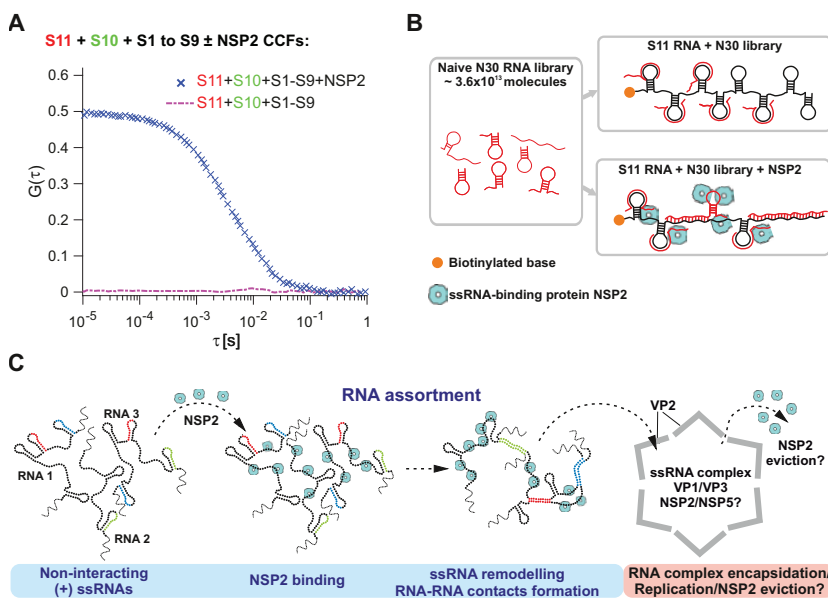 A
S11 + S10 + S1 to S9 ± NSP2 CCFs:
0.6
0.5
0.4
0.3
0.2
0.1
0
G(τ)
S11+S10+S1-S9+NSP2
S11+S10+S1-S9
10⁻⁵ 10⁻⁴ 10⁻³ 10⁻² 10⁻¹ 1
τ [s]
B
Naive N30 RNA library
~ 3.6x10¹³ molecules
S11 RNA + N30 library
S11 RNA + N30 library + NSP2
Biotinylated base
ssRNA-binding protein NSP2
C
RNA assortment
RNA 1
RNA 3
RNA 2
NSP2
VP2
ssRNA complex
VP1/VP3
NSP2/NSP5?
NSP2
eviction?
Non-interacting
(+) ssRNAs
NSP2 binding
ssRNA remodelling
RNA-RNA contacts formation
RNA complex encapsidation/
Replication/NSP2 eviction?